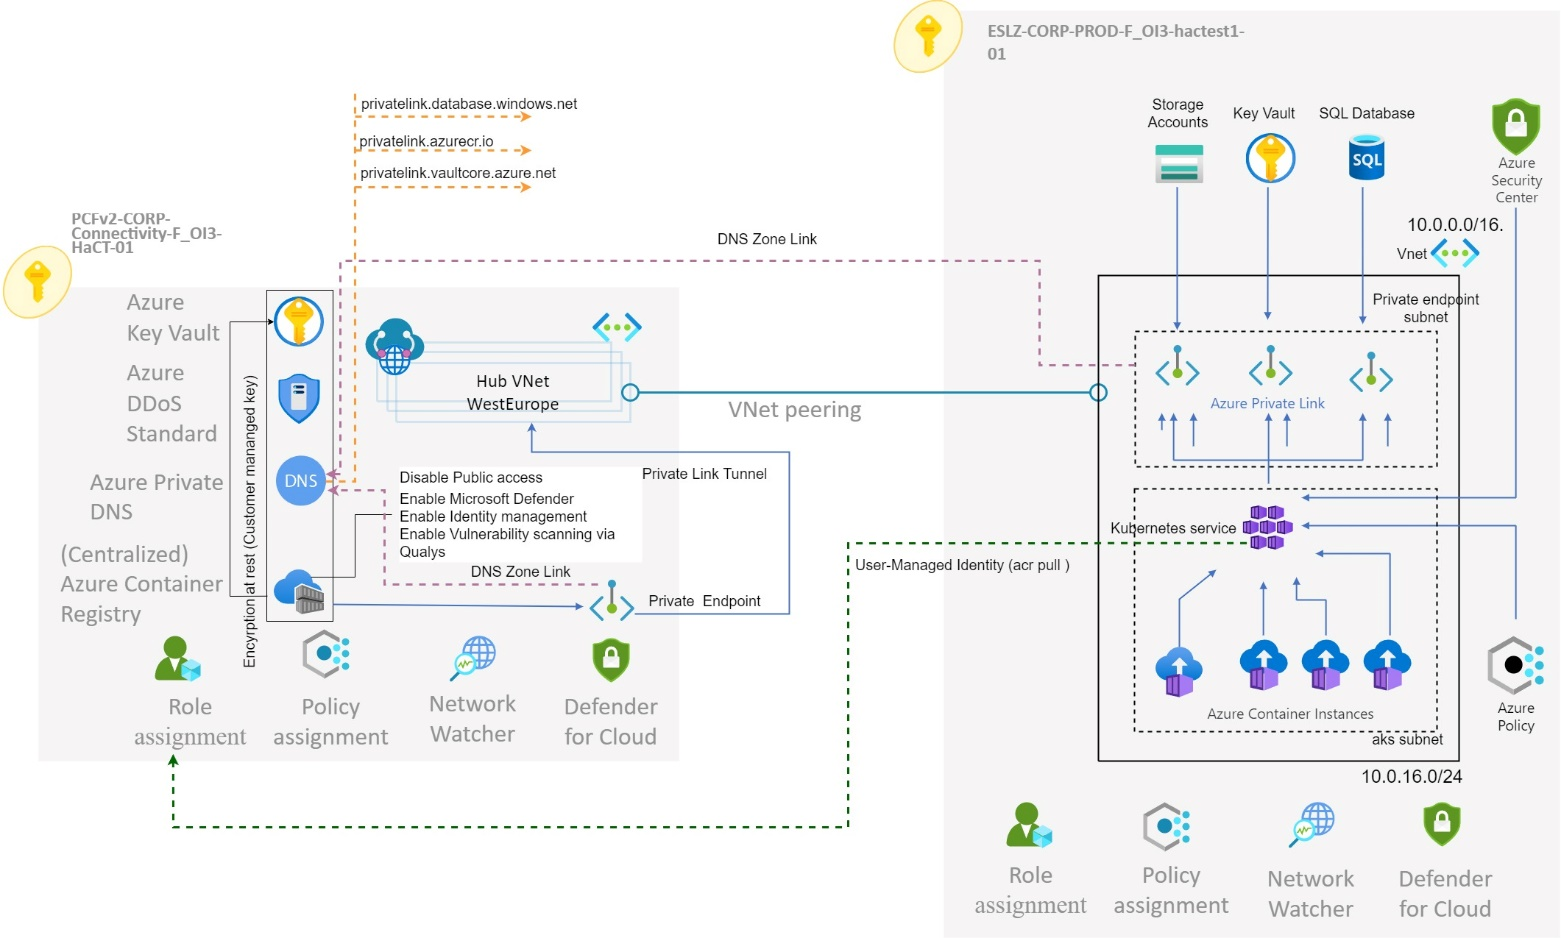 ESLZ-CORP-PROD-F_OI3-hactest1-
01
privatelink.database.windows.net
privatelink.azurecr.io
privatelink.vaultcore.azure.net
Storage
Accounts
Key Vault
SQL Database
SQL
Azure
Security
Center
PCFv2-CORP-
Connectivity-F_OI3-
HaCT-01
DNS Zone Link
10.0.0.0/16.
Vnet
Private endpoint
subnet
Azure
Key Vault
Azure
DDoS
Standard
Azure Private
DNS
(Centralized)
Azure Container
Registry
Encyrption at rest (Customer mananged key)
DNS
Hub VNet
WestEurope
VNet peering
Azure Private Link
Disable Public access
Enable Microsoft Defender
Enable Identity management
Enable Vulnerability scanning via
Qualys
Private Link Tunnel
DNS Zone Link
Private Endpoint
Kubernetes service
User-Managed Identity (acr pull )
Azure Container Instances
aks subnet
10.0.16.0/24
Azure
Policy
Role
assignment
Policy
assignment
Network
Watcher
Defender
for Cloud
Role
assignment
Policy
assignment
Network
Watcher
Defender
for Cloud